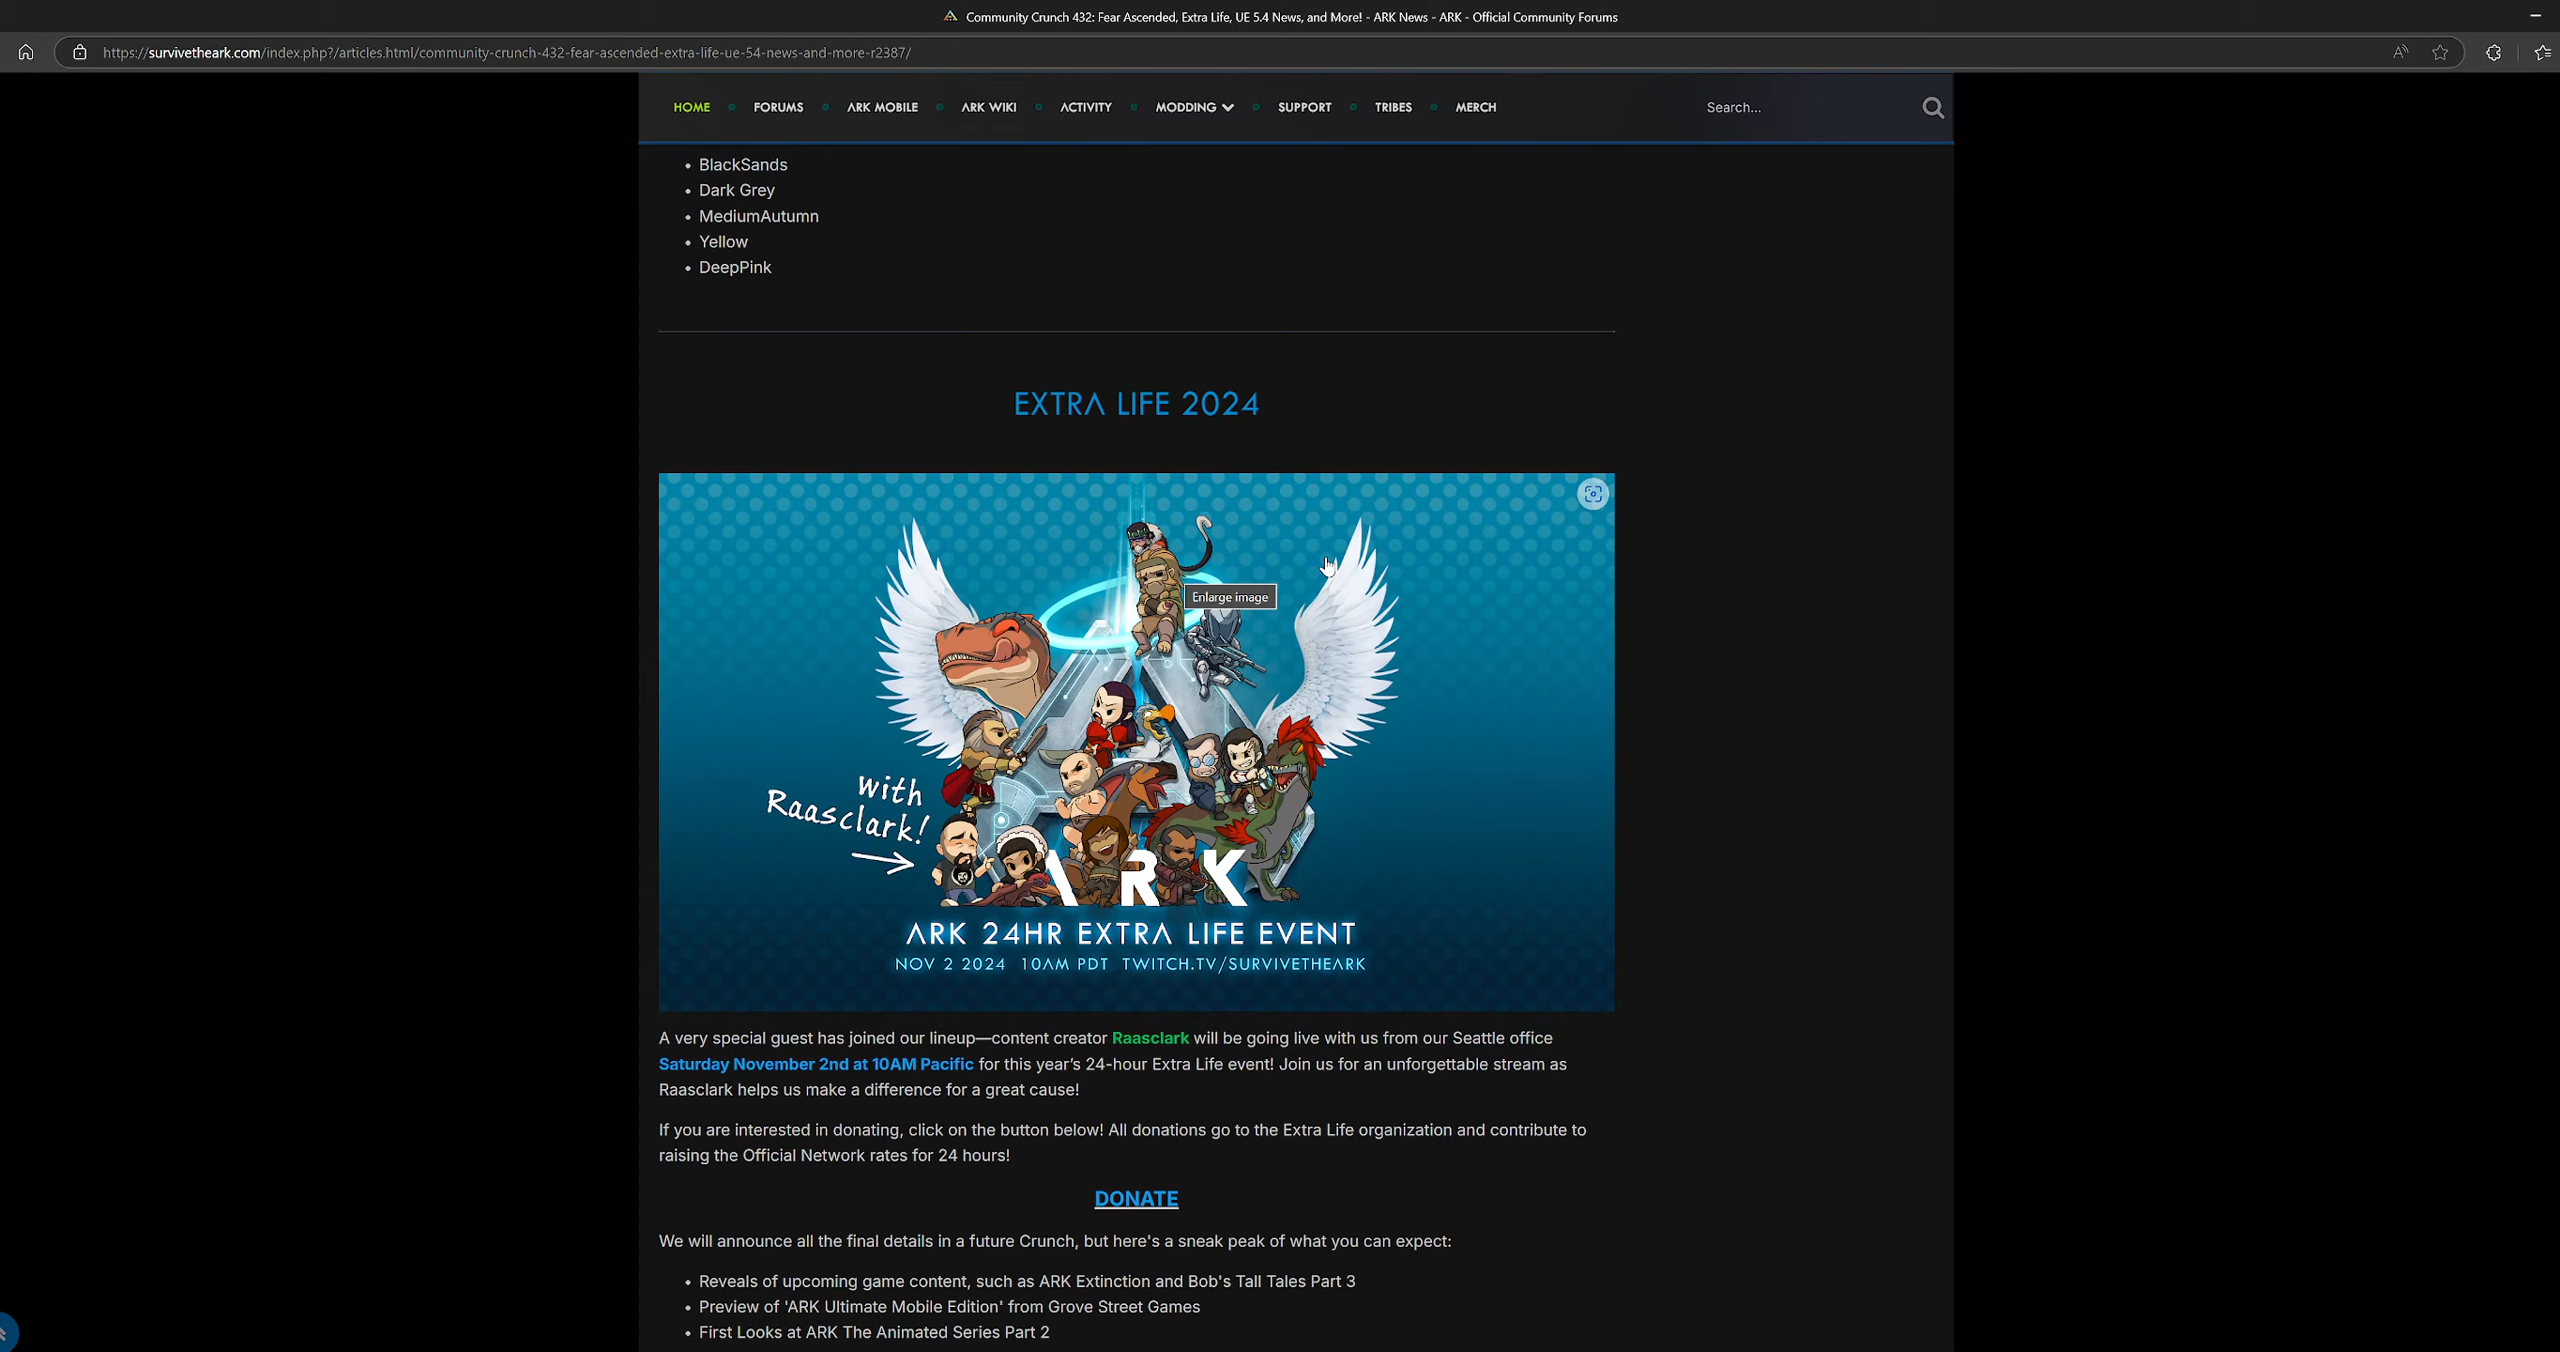 Community Crunch 432: Fear Ascended, Extra Life, UE 5.4 News, and More! - ARK News - ARK - Official Community Forums
https://survivetheark.com/index.php?/articles.html/community-crunch-432-fear-ascended-extra-life-ue-54-news-and-more-r2387/
HOME FORUMS ARK MOBILE ARK WIKI ACTIVITY MODDING SUPPORT TRIBES MERCH Search...
• BlackSands
• Dark Grey
• MediumAutumn
• Yellow
• DeepPink
EXTRA LIFE 2024
Enlarge image
with
Raasclark!
ARK
ARK 24HR EXTRA LIFE EVENT
NOV 2 2024 10AM PDT TWITCH.TV/SURVIVETHEARK
A very special guest has joined our lineup—content creator Raasclark will be going live with us from our Seattle office
Saturday November 2nd at 10AM Pacific for this year's 24-hour Extra Life event! Join us for an unforgettable stream as
Raasclark helps us make a difference for a great cause!
If you are interested in donating, click on the button below! All donations go to the Extra Life organization and contribute to
raising the Official Network rates for 24 hours!
DONATE
We will announce all the final details in a future Crunch, but here's a sneak peak of what you can expect:
• Reveals of upcoming game content, such as ARK Extinction and Bob's Tall Tales Part 3
• Preview of 'ARK Ultimate Mobile Edition' from Grove Street Games
• First Looks at ARK The Animated Series Part 2